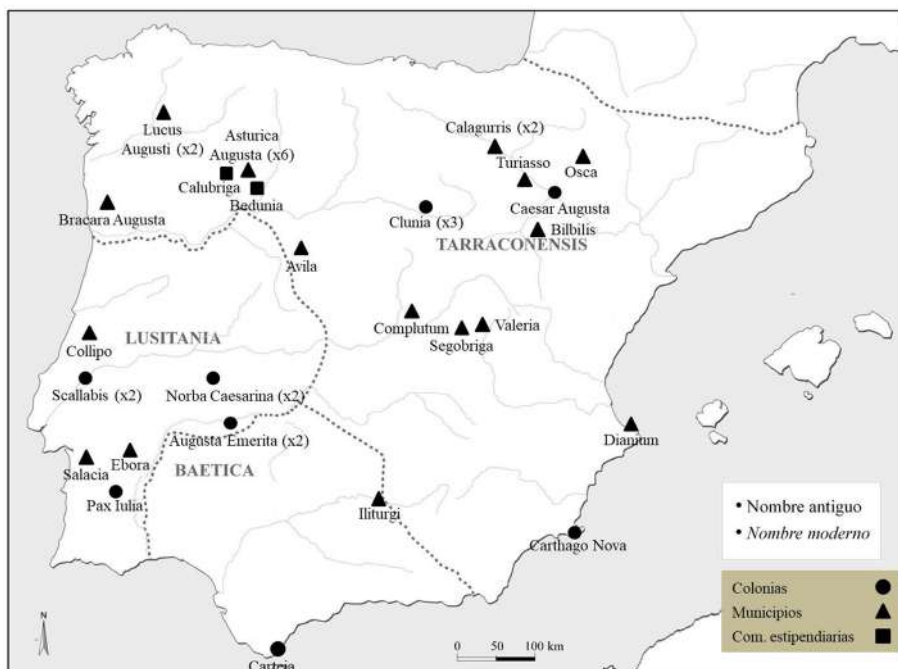 Lucus
Augusti (x2)
Asturica
Augusta (x6)
Calubriga
Bedunia
Bracara Augusta
Calagurris (x2)
Turiasso
Osca
Clunia (x3)
Caesar Augusta
Bilbilis
TARRACONENSIS
Avila
LUSITANIA
Collipo
Complutum
Segobriga
Valeria
Scallabis (x2)
Norba Caesarina (x2)
Augusta Emerita (x2)
Dianium
BAETICA
Salacia
Ebora
Pax Iulia
Iliturgi
Carthago Nova
Carteia
• Nombre antiguo
• Nombre moderno
Colonias
Municipios
Com. estipendiarias
N
0 50 100 km